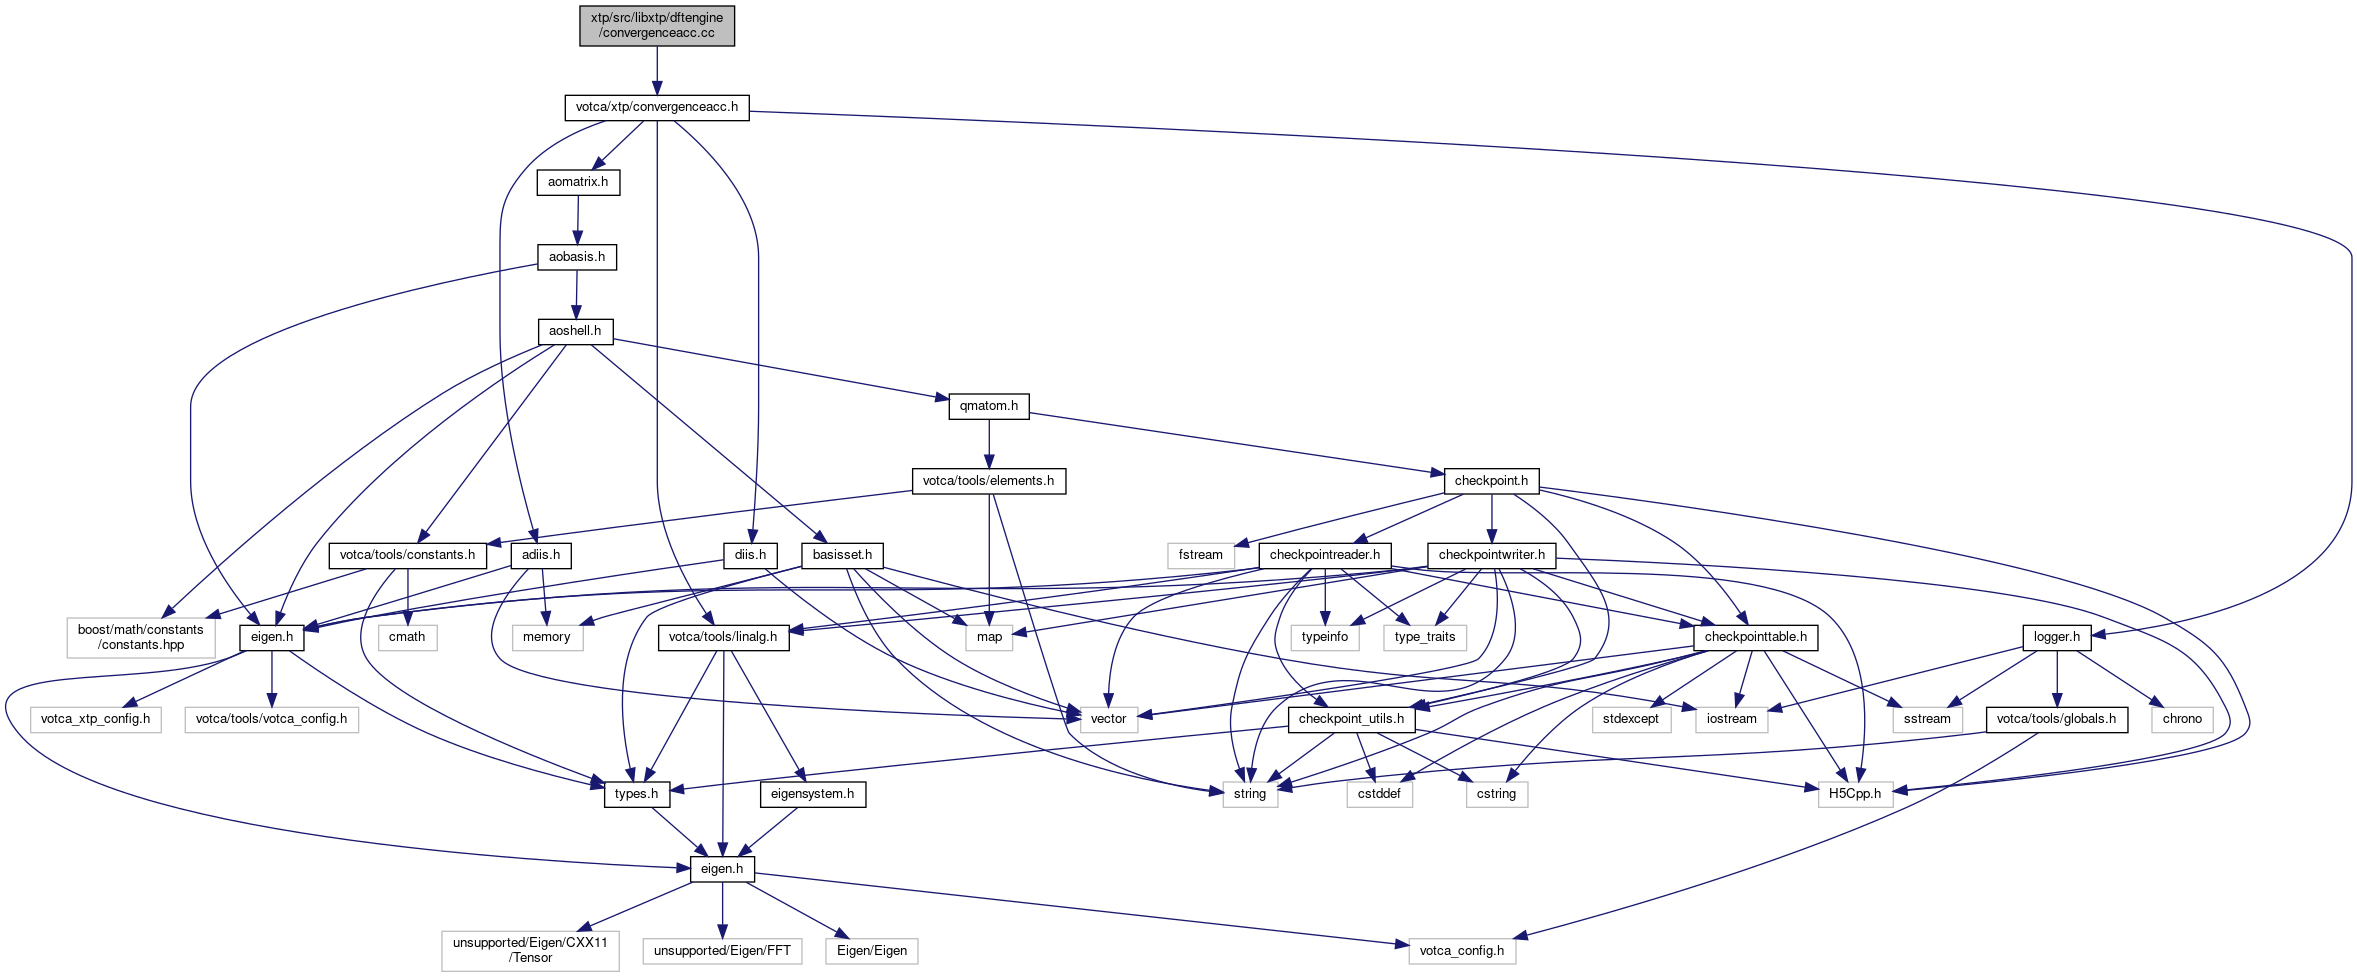 xtp/src/libxtp/dftengine
/convergenceacc.cc
votca/xtp/convergenceacc.h
aomatrix.h
aobasis.h
aoshell.h
qmatom.h
votca/tools/elements.h
checkpoint.h
votca/tools/constants.h
adiis.h
diis.h
basisset.h
fstream
checkpointreader.h
checkpointwriter.h
boost/math/constants
/constants.hpp
eigen.h
cmath
memory
votca/tools/linalg.h
map
typeinfo
type_traits
checkpointtable.h
logger.h
votca_xtp_config.h
votca/tools/votca_config.h
vector
checkpoint_utils.h
stdexcept
iostream
sstream
votca/tools/globals.h
chrono
types.h
eigensystem.h
string
cstddef
cstring
H5Cpp.h
eigen.h
unsupported/Eigen/CXX11
/Tensor
unsupported/Eigen/FFT
Eigen/Eigen
votca_config.h